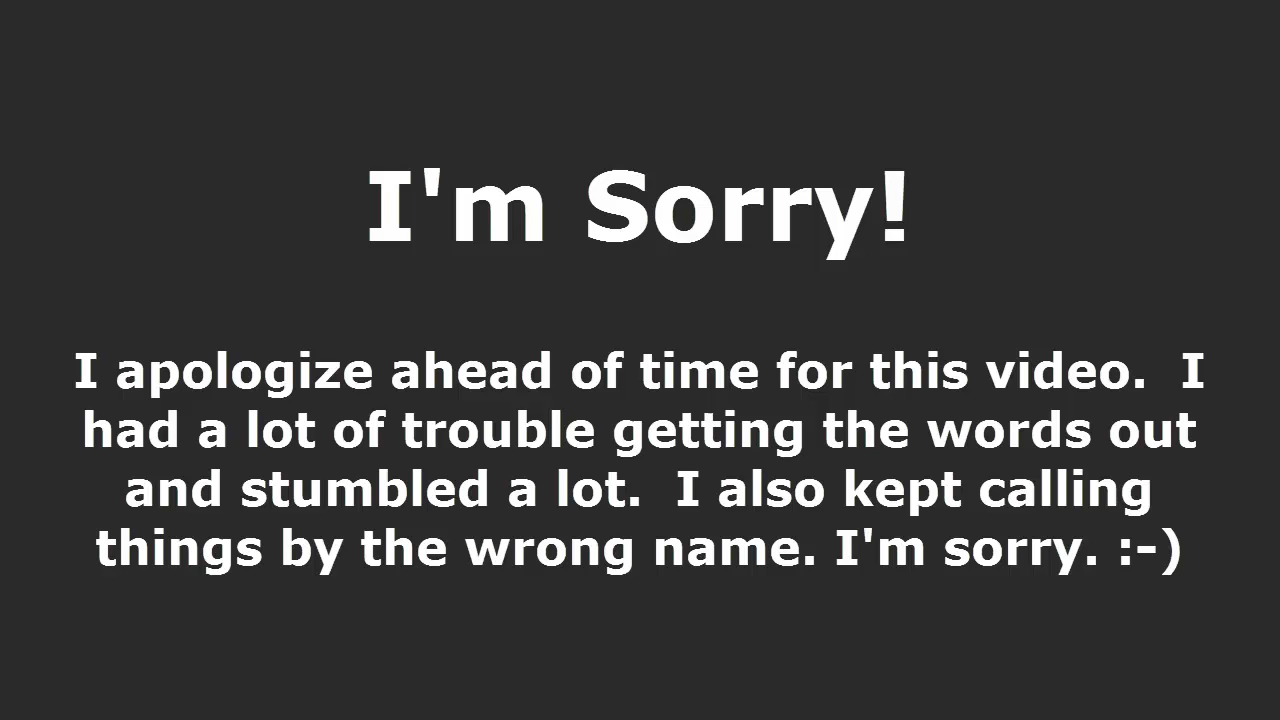 I'm Sorry!
I apologize ahead of time for this video.  I
had a lot of trouble getting the words out
and stumbled a lot.  I also kept calling
things by the wrong name. I'm sorry. :-)